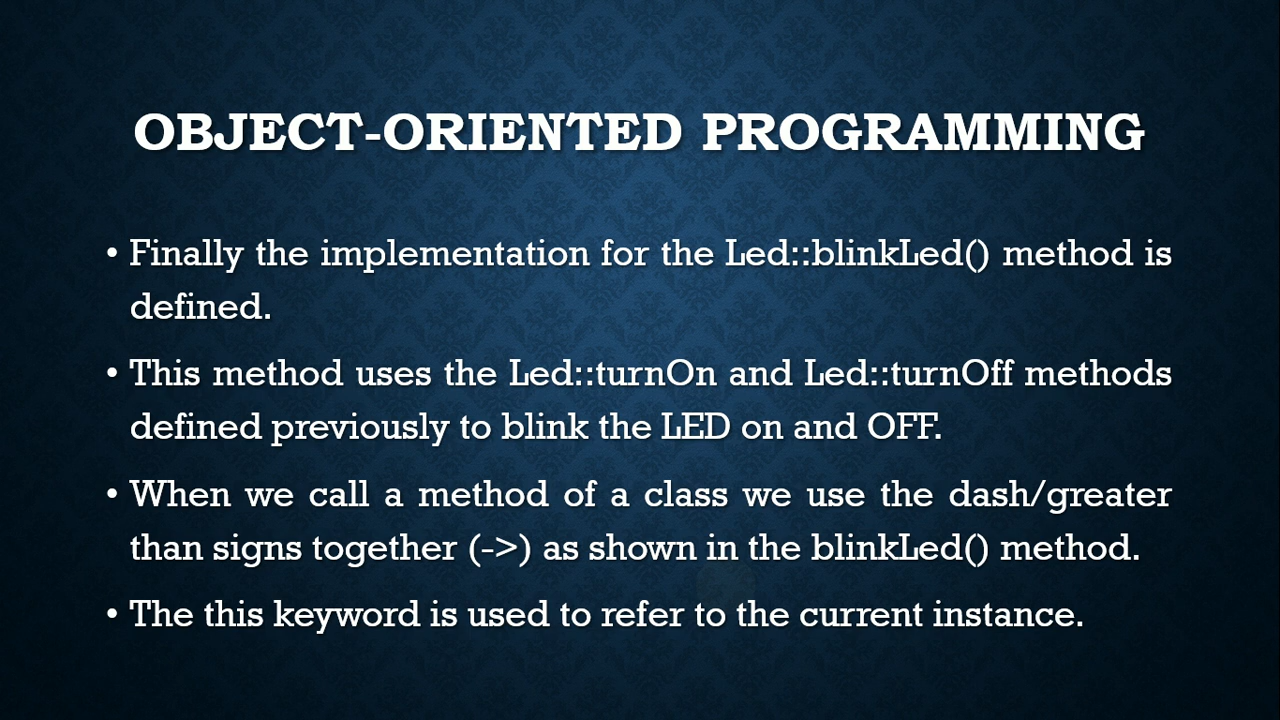 OBJECT-ORIENTED PROGRAMMING
• Finally the implementation for the Led::blinkLed() method is
defined.
• This method uses the Led::turnOn and Led::turnOff methods
defined previously to blink the LED on and OFF.
• When we call a method of a class we use the dash/greater
than signs together (->) as shown in the blinkLed() method.
• The this keyword is used to refer to the current instance.